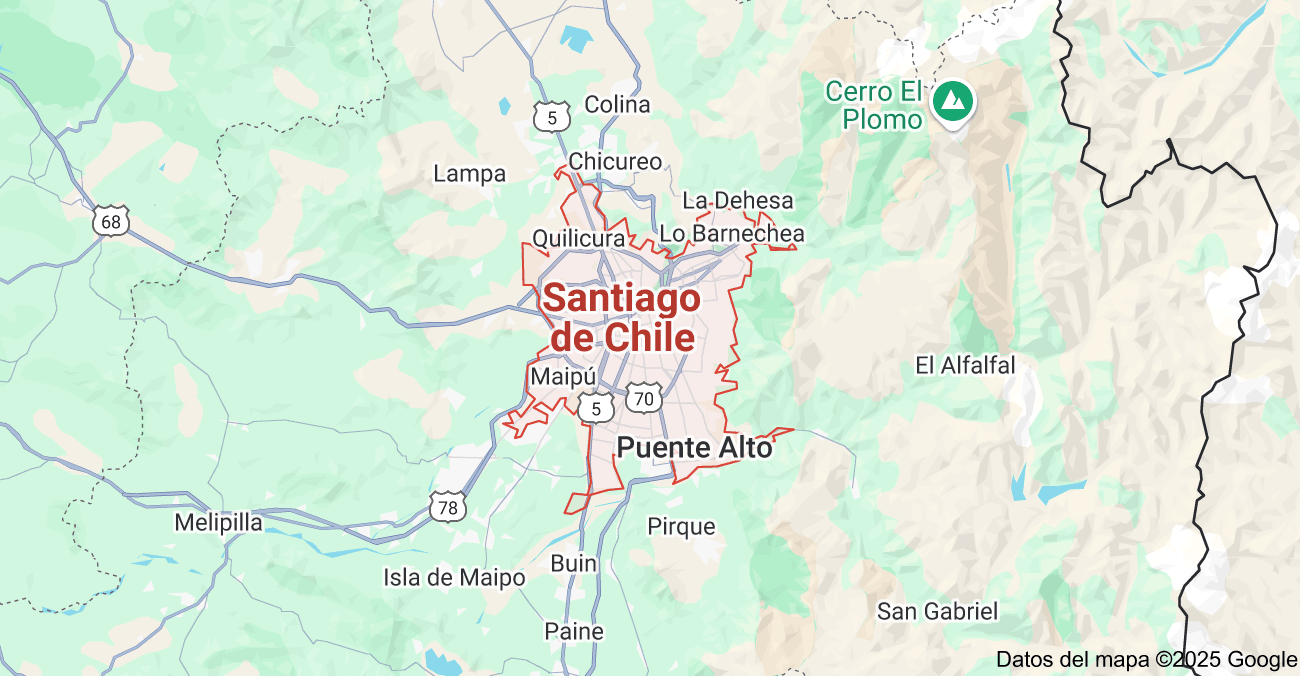 Cerro El
Plomo
Colina
5
Chicureo
Lampa
La Dehesa
68
Lo Barnechea
Quilicura
Santiago
de Chile
El Alfalfal
Maipú
70
5
Puente Alto
78
Melipilla
Pirque
Buin
Isla de Maipo
San Gabriel
Paine
Datos del mapa ©2025 Google